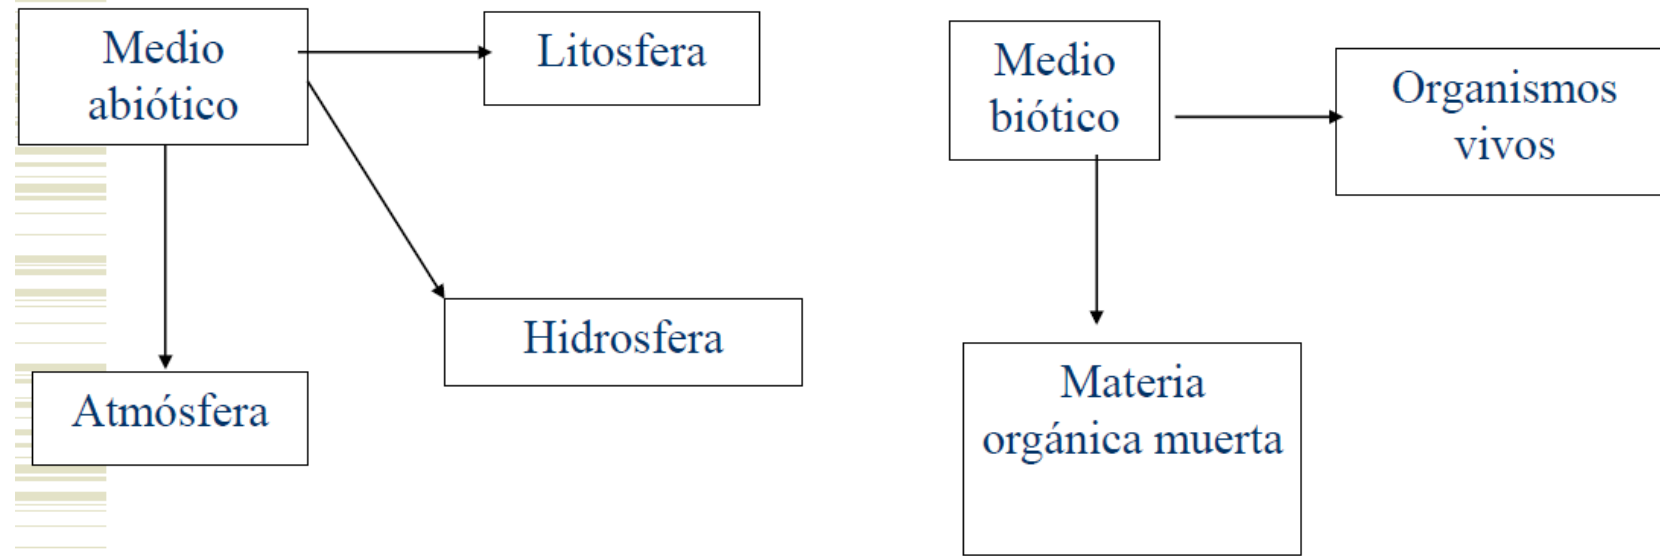 Medio
abiótico
Litosfera
Hidrosfera
Atmósfera
Medio
biótico
Organismos
vivos
Materia
orgánica muerta